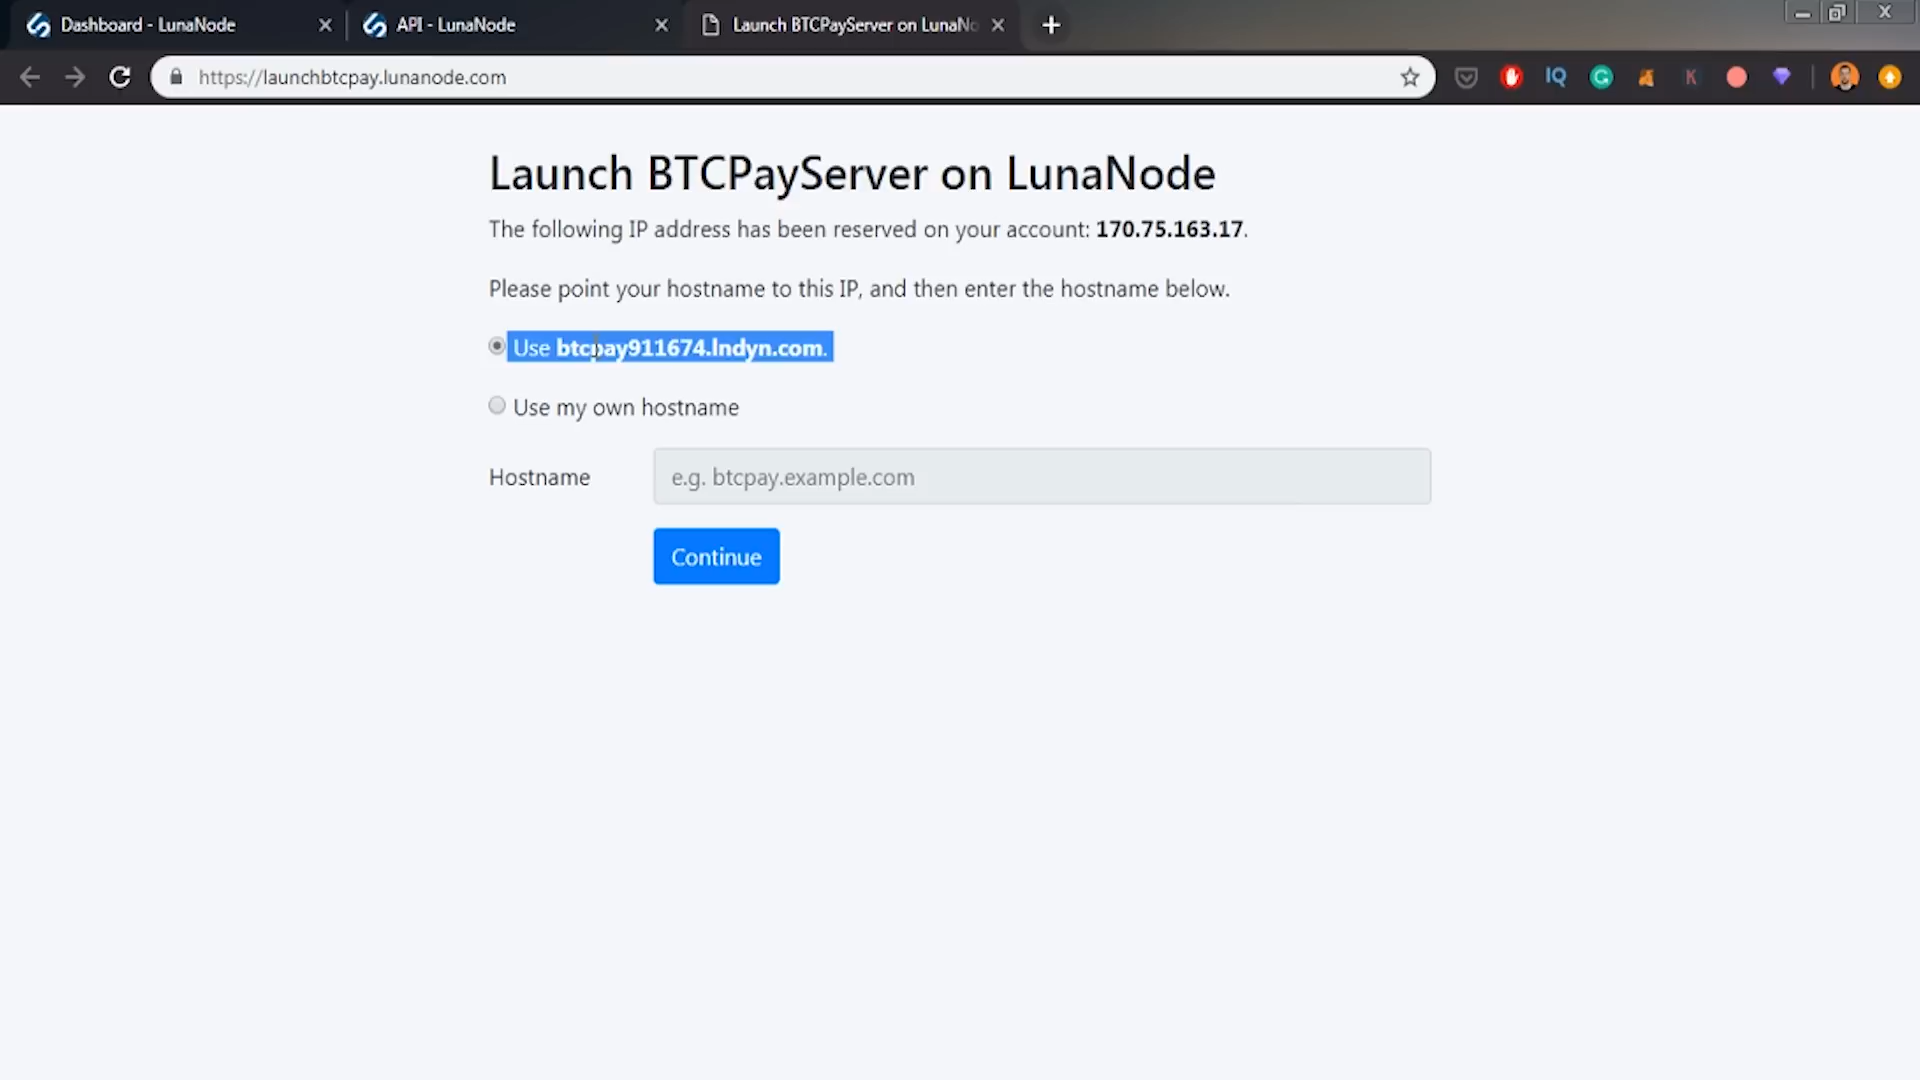 Dashboard - LunaNode
API - LunaNode
Launch BTCPayServer on LunaNo
https://launchbtcpay.lunanode.com
IQ
K
Launch BTCPayServer on LunaNode
The following IP address has been reserved on your account: 170.75.163.17.
Please point your hostname to this IP, and then enter the hostname below.
Use btcpay911674.lndyn.com.
Use my own hostname
Hostname
e.g. btcpay.example.com
Continue